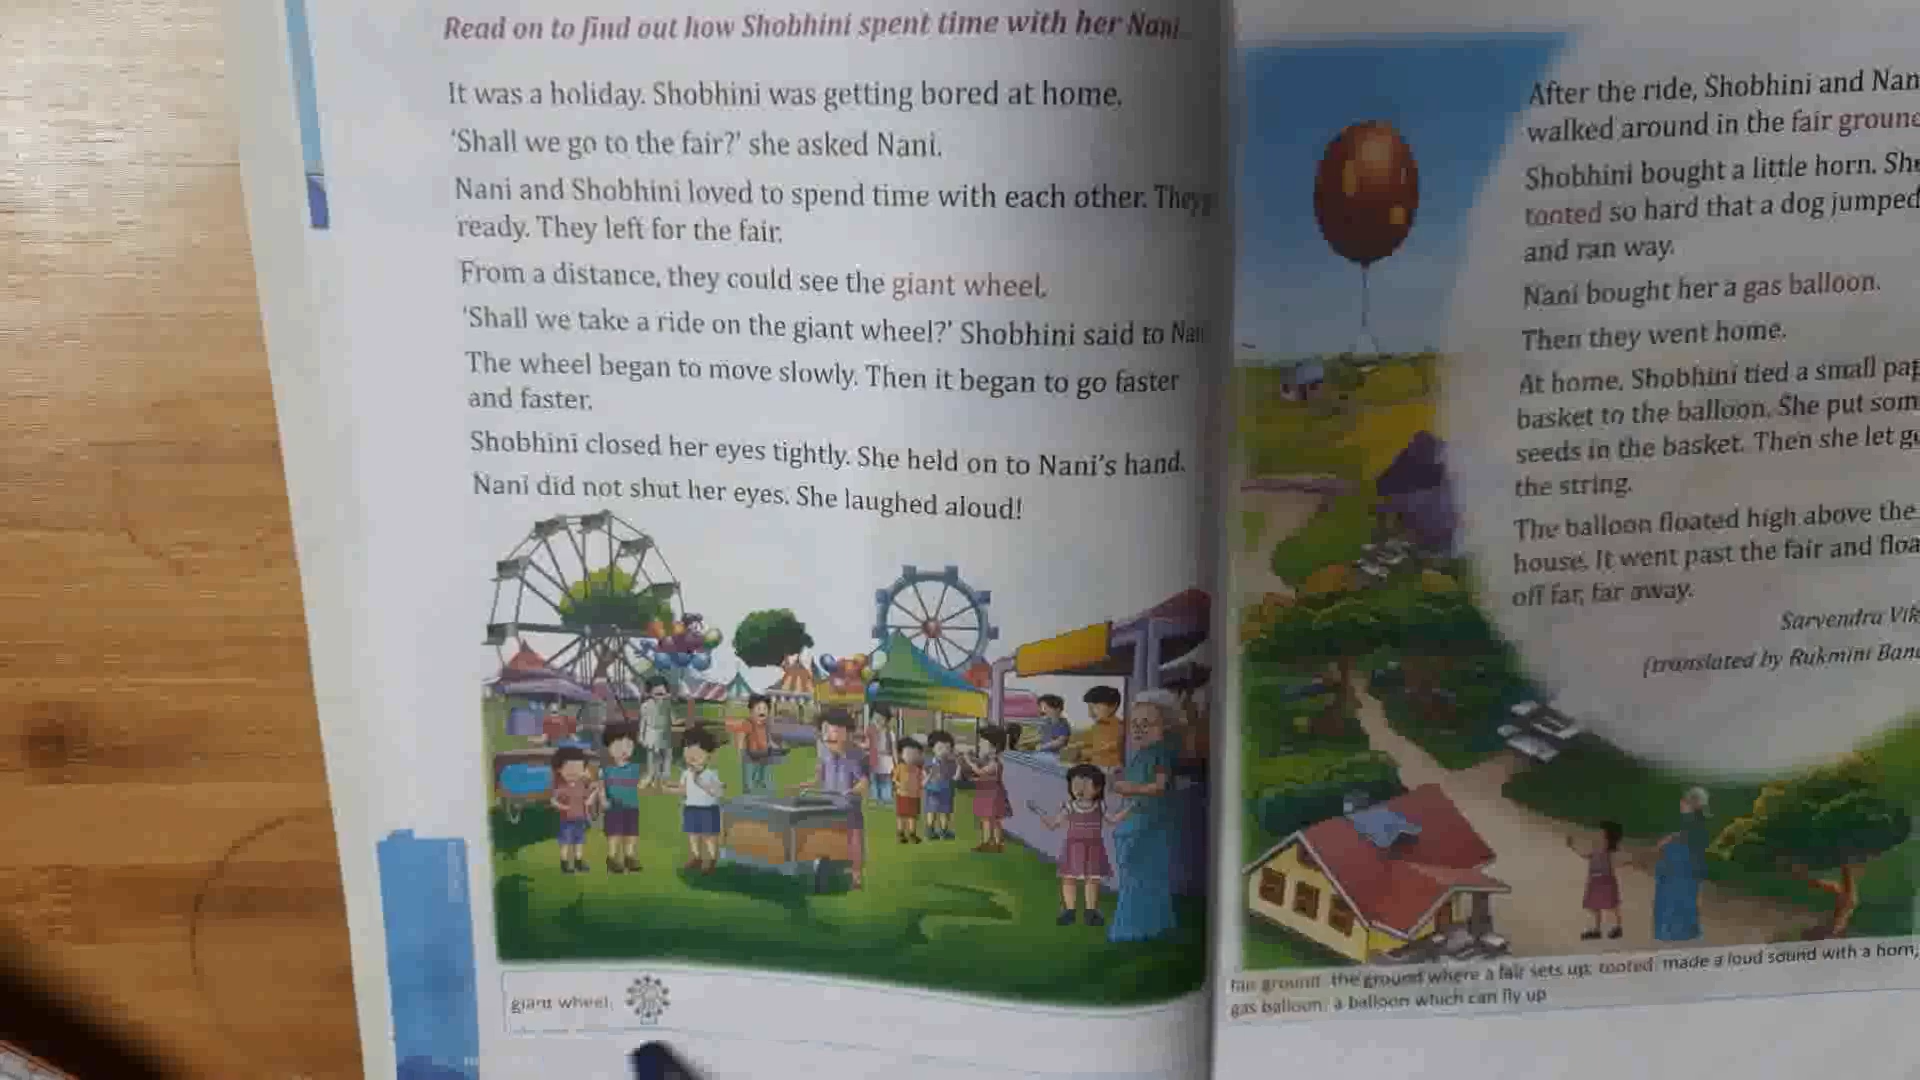 Read on to find out how Shobhini spent time with her Nani
It was a holiday. Shobhini was getting bored at home.
‘Shall we go to the fair?’ she asked Nani.
Nani and Shobhini loved to spend time with each other. They
ready. They left for the fair.
From a distance, they could see the giant wheel.
‘Shall we take a ride on the giant wheel?’ Shobhini said to
The wheel began to move slowly. Then it began to go faster
and faster.
Shobhini closed her eyes tightly. She held on to Nani’s hand.
Nani did not shut her eyes. She laughed aloud!
giant wheel:
After the ride, Shobhini and Nan
walked around in the fair ground
Shobhini bought a little horn. She
tooted so hard that a dog jumped
and ran way.
Nani bought her a gas balloon.
Then they went home.
At home, Shobhini tied a small pap
basket to the balloon. She put som
seeds in the basket. Then she let go
the string.
The balloon floated high above the
house. It went past the fair and floa
off far, far away.
Sarvendra Vik
(translated by Rukmini Ban
fair ground: the ground where a fair sets up; tooted: made a loud sound with a horn;
gas balloon: a balloon which can fly up